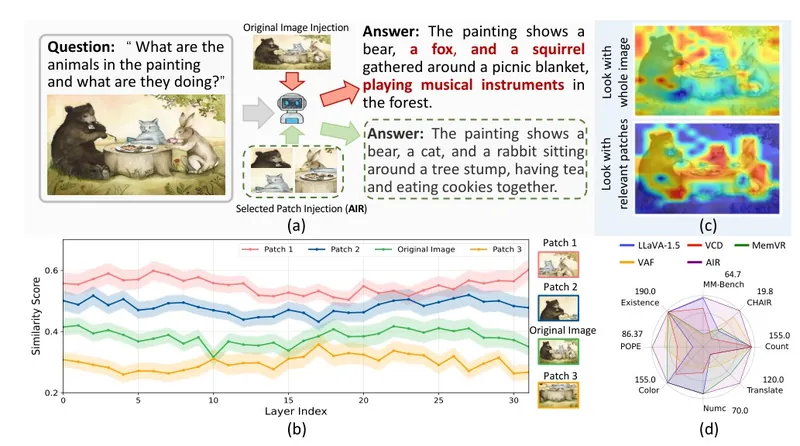 Question: “ What are the
animals in the painting
and what are they doing?”
Original Image Injection
Selected Patch Injection (AIR)
Answer: The painting shows a
bear, a fox, and a squirrel
gathered around a picnic blanket,
playing musical instruments in
the forest.
Answer: The painting shows a
bear, a cat, and a rabbit sitting
around a tree stump, having tea
and eating cookies together.
(a)
Look with
whole image
Look with
relevant patches
(c)
Patch 1
Patch 2
Original Image
Patch 3
Similarity Score
0.6
0.4
0.2
0
5
10
15
20
25
30
Layer Index
(b)
Patch 1
Patch 2
Original Image
Patch 3
LLaVA-1.5
VCD
MemVR
VAF
AIR
64.7
MM-Bench
19.8
CHAIR
155.0
Count
120.0
Translate
Numc 70.0
155.0
Color
86.37
POPE
190.0
Existence
(d)